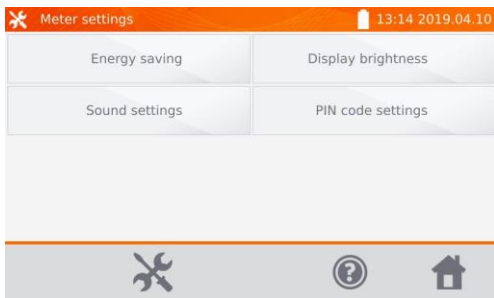 Meter settings 13:14 2019.04.10
Energy saving Display brightness
Sound settings PIN code settings
?